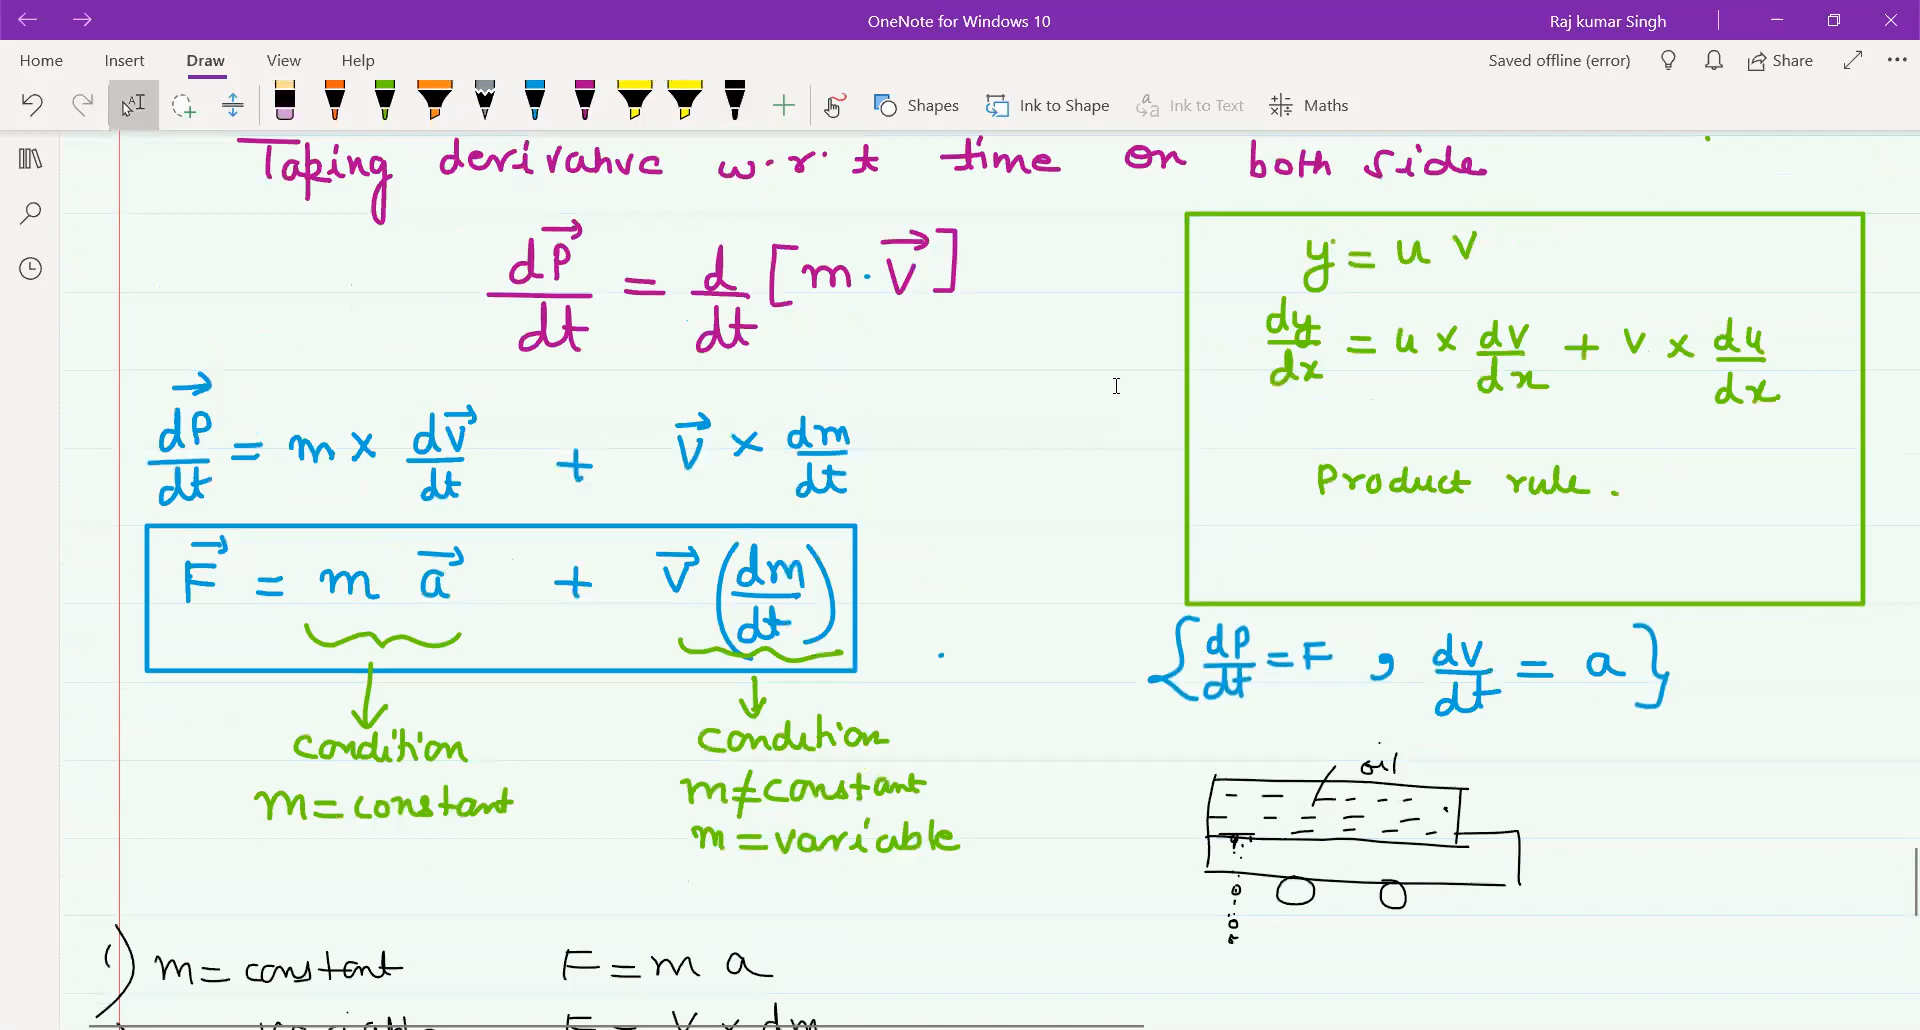 OneNote for Windows 10
Raj kumar Singh
Home Insert Draw View Help
Saved offline (error) Share
Shapes Ink to Shape Ink to Text Maths
Taking derivative w.r.t time on both side
dP⃗/dt = d/dt [m · V⃗]
y = u v
dy/dx = u × dv/dx + v × du/dx
Product rule.
dP⃗/dt = m × dV⃗/dt + V⃗ × dm/dt
F⃗ = m a⃗ + V⃗ (dm/dt)
{dP/dt = F , dV/dt = a}
condition
m = constant
condition
m ≠ constant
m = variable
oil
1) m = constant F = m a
variable F = V × dm